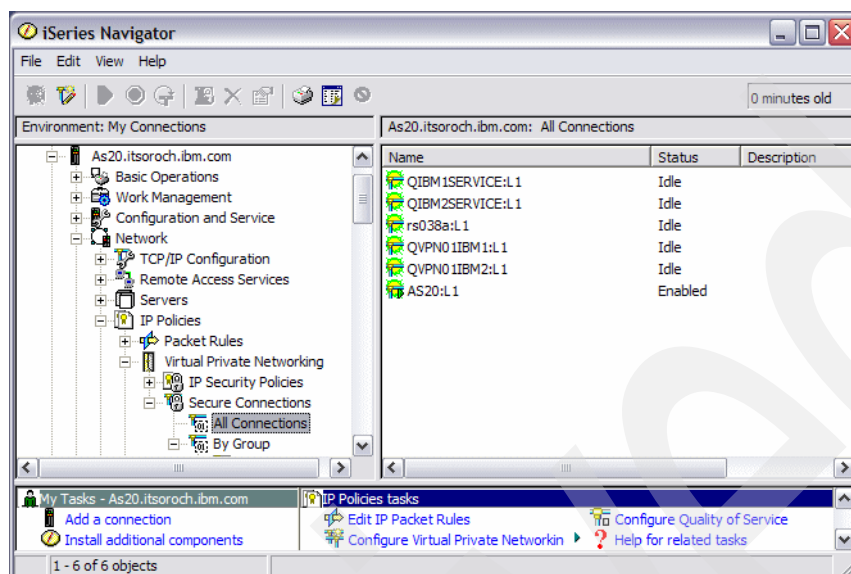 iSeries Navigator
File Edit View Help
0 minutes old
Environment: My Connections
As20.itsoroch.ibm.com: All Connections
As20.itsoroch.ibm.com
Basic Operations
Work Management
Configuration and Service
Network
TCP/IP Configuration
Remote Access Services
Servers
IP Policies
Packet Rules
Virtual Private Networking
IP Security Policies
Secure Connections
All Connections
By Group
Name Status Description
QIBM1SERVICE:L1 Idle
QIBM2SERVICE:L1 Idle
rs038a:L1 Idle
QVPN01IBM1:L1 Idle
QVPN01IBM2:L1 Idle
AS20:L1 Enabled
My Tasks - As20.itsoroch.ibm.com
Add a connection
Install additional components
IP Policies tasks
Edit IP Packet Rules
Configure Virtual Private Networkin
Configure Quality of Service
Help for related tasks
1 - 6 of 6 objects